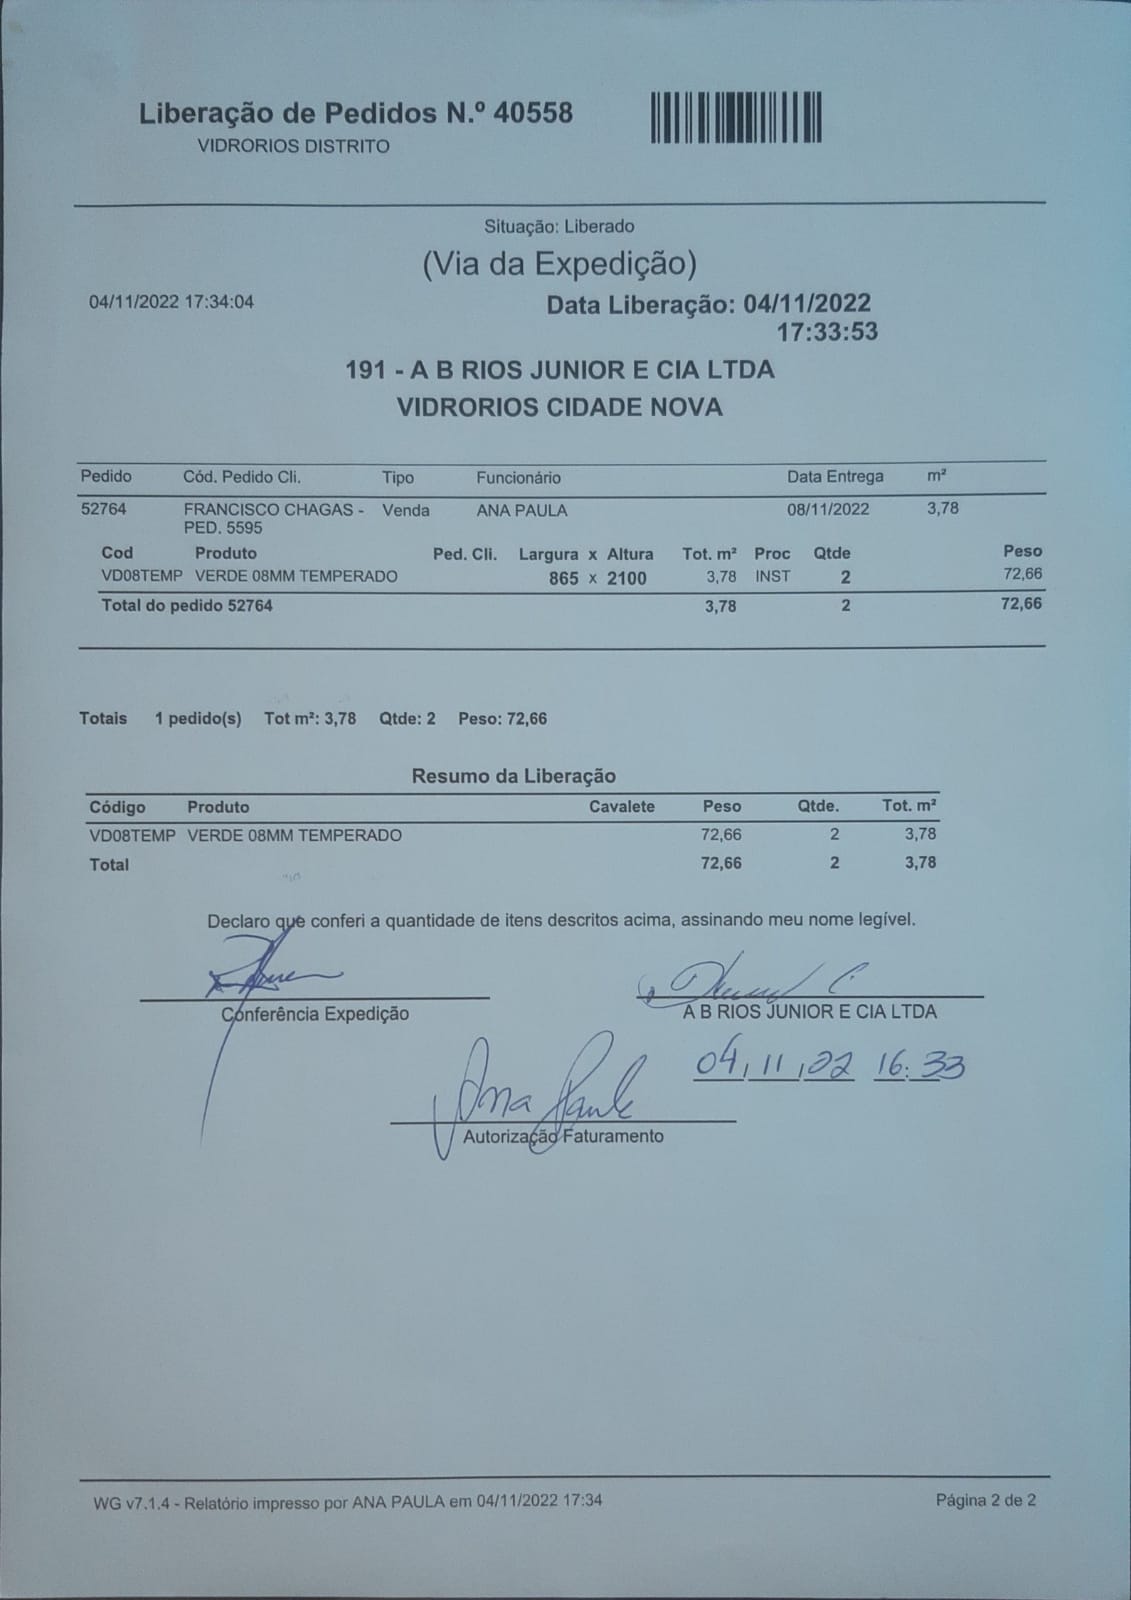 Liberação de Pedidos N.º 40558
VIDRORIOS DISTRITO
Situação: Liberado
(Via da Expedição)
04/11/2022 17:34:04
Data Liberação: 04/11/2022
17:33:53
191 - A B RIOS JUNIOR E CIA LTDA
VIDRORIOS CIDADE NOVA
Pedido Cód. Pedido Cli. Tipo Funcionário Data Entrega m²
52764 FRANCISCO CHAGAS - Venda ANA PAULA 08/11/2022 3,78
PED. 5595
Cod Produto Ped. Cli. Largura x Altura Tot. m² Proc Qtde Peso
VD08TEMP VERDE 08MM TEMPERADO 865 x 2100 3,78 INST 2 72,66
Total do pedido 52764 3,78 2 72,66
Totais 1 pedido(s) Tot m²: 3,78 Qtde: 2 Peso: 72,66
Resumo da Liberação
Código Produto Cavalete Peso Qtde. Tot. m²
VD08TEMP VERDE 08MM TEMPERADO 72,66 2 3,78
Total 72,66 2 3,78
Declaro que conferi a quantidade de itens descritos acima, assinando meu nome legível.
Conferência Expedição
A B RIOS JUNIOR E CIA LTDA
04, 11, 22 16:33
Ana Paula
Autorização Faturamento
WG v7.1.4 - Relatório impresso por ANA PAULA em 04/11/2022 17:34
Página 2 de 2